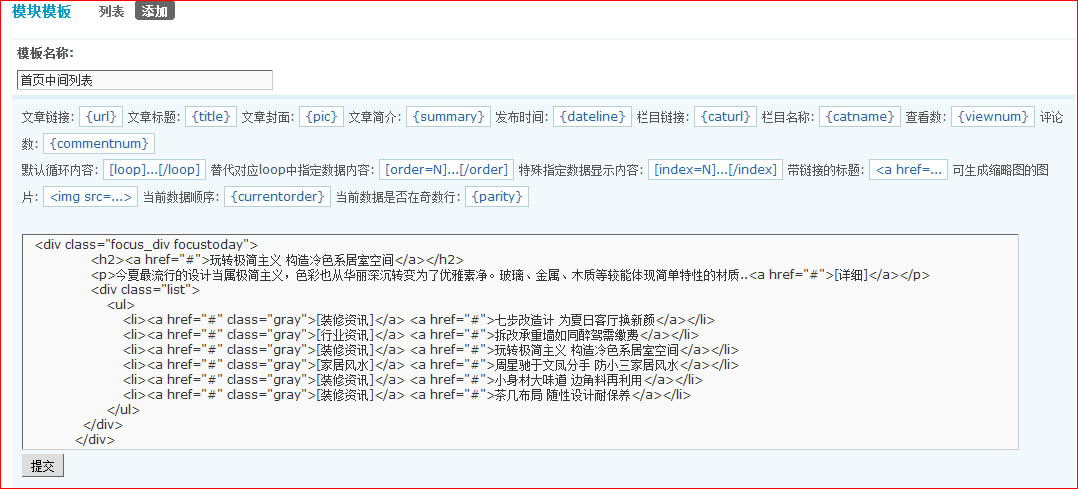 模块模板 列表 添加
模板名称:
首页中间列表
文章链接: {url} 文章标题: {title} 文章封面: {pic} 文章简介: {summary} 发布时间: {dateline} 栏目链接: {caturl} 栏目名称: {catname} 查看数: {viewnum} 评论
数: {commentnum}
默认循环内容: [loop]...[/loop] 替代对应loop中指定数据内容: [order=N]...[/order] 特殊指定数据显示内容: [index=N]...[/index] 带链接的标题: <a href=... 可生成缩略图的图
片: <img src=...> 当前数据顺序: {currentorder} 当前数据是否在奇数行: {parity}
<div class="focus_div focustoday">
<h2><a href="#">玩转极简主义 构造冷色系居室空间</a></h2>
<p>今夏最流行的设计当属极简主义，色彩也从华丽深沉转变为了优雅素净。玻璃、金属、木质等较能体现简单特性的材质..<a href="#">[详细]</a></p>
<div class="list">
<ul>
<li><a href="#" class="gray">[装修资讯]</a> <a href="#">七步改造计 为夏日客厅换新颜</a></li>
<li><a href="#" class="gray">[行业资讯]</a> <a href="#">拆改承重墙如同醉驾需缴费</a></li>
<li><a href="#" class="gray">[装修资讯]</a> <a href="#">玩转极简主义 构造冷色系居室空间</a></li>
<li><a href="#" class="gray">[家居风水]</a> <a href="#">周星驰于文凤分手 防小三家居风水</a></li>
<li><a href="#" class="gray">[装修资讯]</a> <a href="#">小身材大味道 边角料再利用</a></li>
<li><a href="#" class="gray">[装修资讯]</a> <a href="#">茶几布局 随性设计耐保养</a></li>
</ul>
</div>
</div>
提交